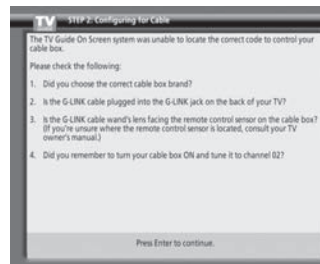 TV STEP 2: Configuring for Cable
The TV Guide On Screen system was unable to locate the correct code to control your
cable box.
Please check the following:
1. Did you choose the correct cable box brand?
2. Is the G-LINK cable plugged into the G-LINK jack on the back of your TV?
3. Is the G-LINK cable wand's lens facing the remote control sensor on the cable box?
(If you're unsure where the remote control sensor is located, consult your TV
owner's manual.)
4. Did you remember to turn your cable box ON and tune it to channel 02?
Press Enter to continue.